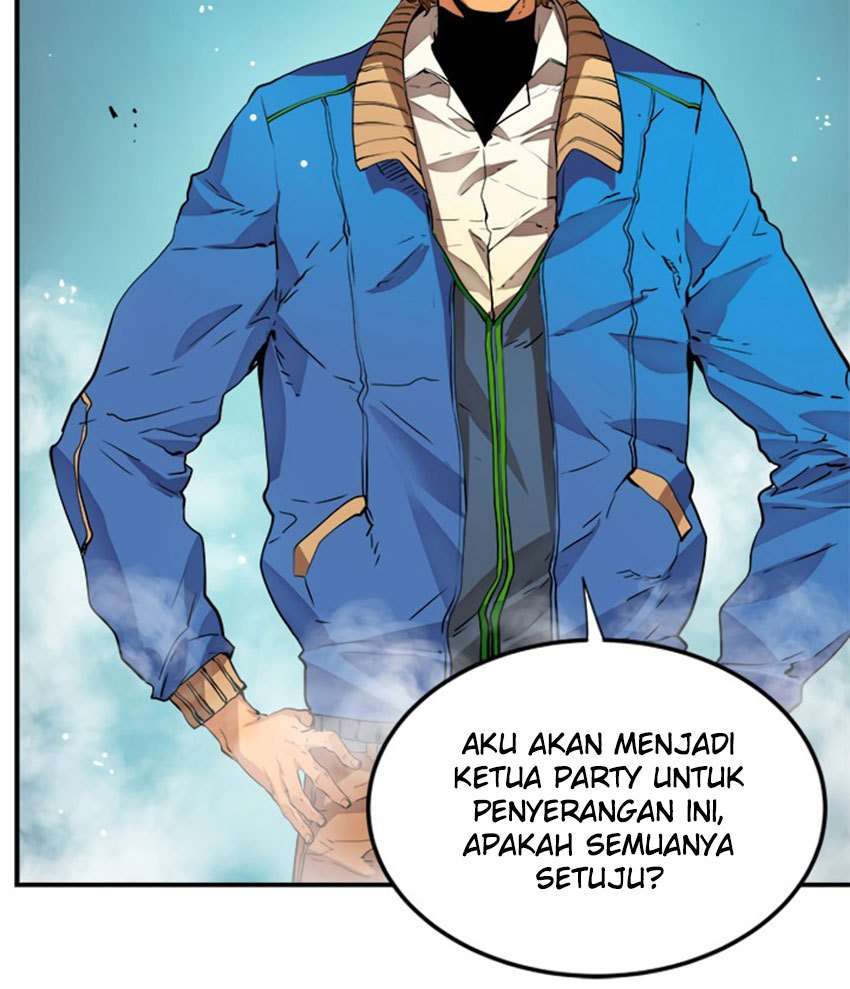 AKU AKAN MENJADI
KETUA PARTY UNTUK
PENYERANGAN INI,
APAKAH SEMUANYA
SETUJU?